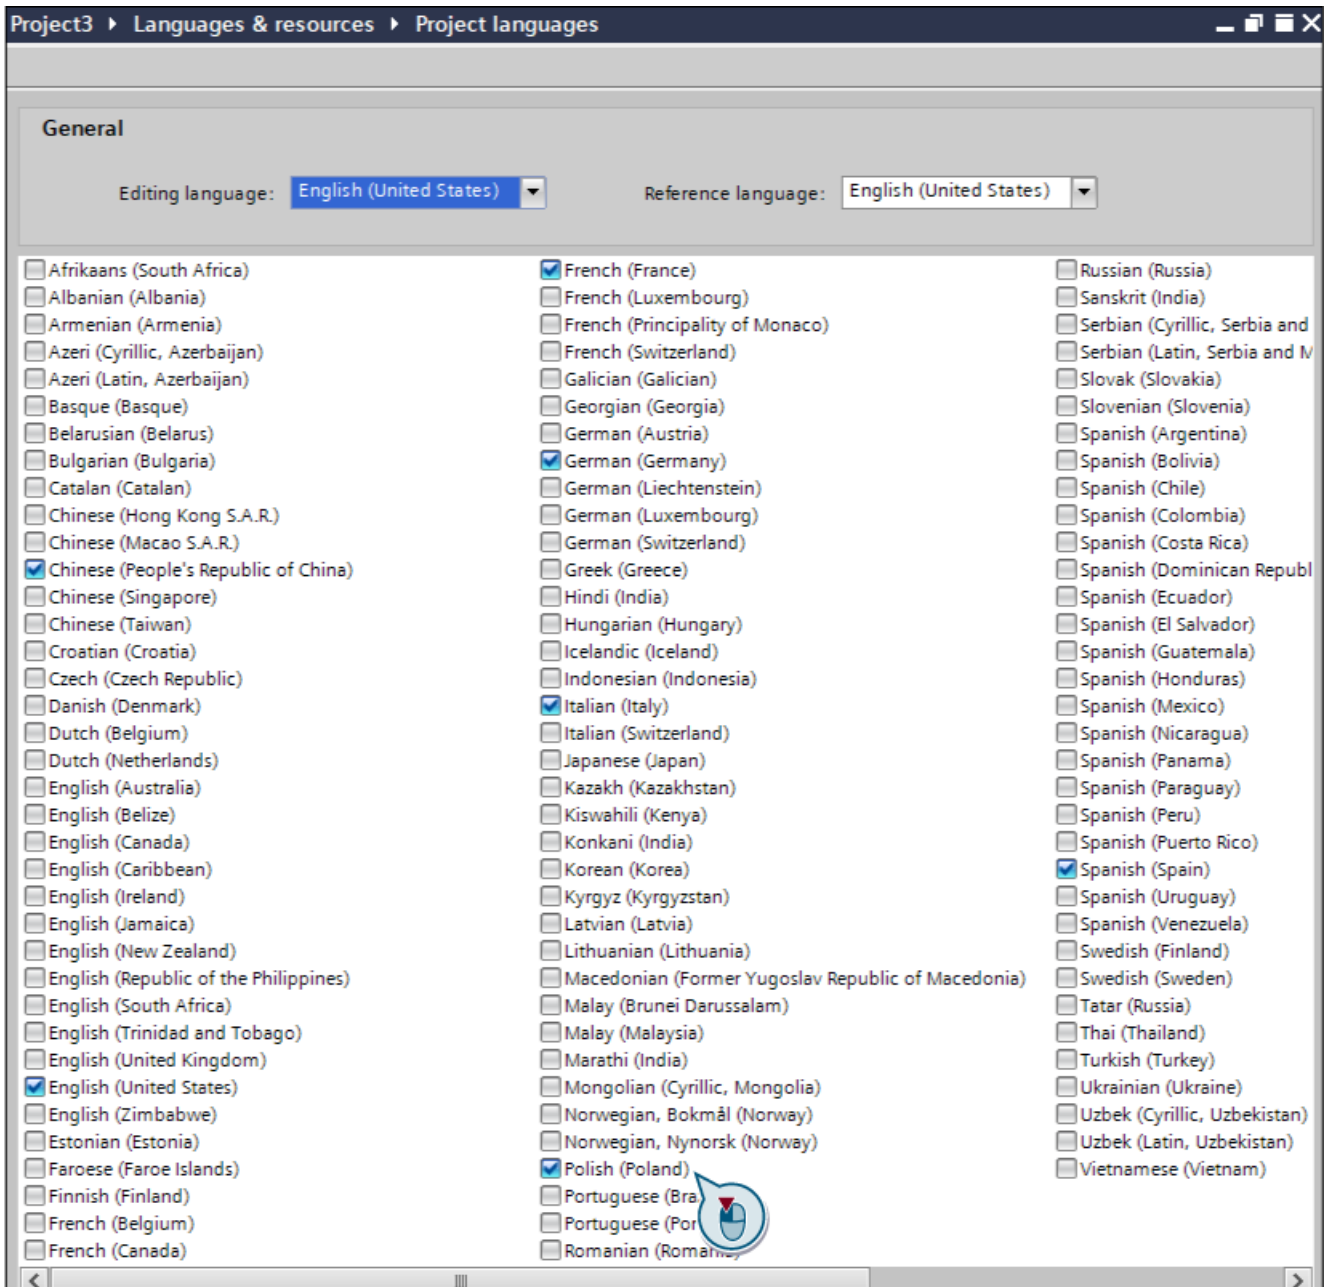 Project3 ▸ Languages & resources ▸ Project languages
General
Editing language: English (United States)
Reference language: English (United States)
Afrikaans (South Africa)
Albanian (Albania)
Armenian (Armenia)
Azeri (Cyrillic, Azerbaijan)
Azeri (Latin, Azerbaijan)
Basque (Basque)
Belarusian (Belarus)
Bulgarian (Bulgaria)
Catalan (Catalan)
Chinese (Hong Kong S.A.R.)
Chinese (Macao S.A.R.)
Chinese (People's Republic of China)
Chinese (Singapore)
Chinese (Taiwan)
Croatian (Croatia)
Czech (Czech Republic)
Danish (Denmark)
Dutch (Belgium)
Dutch (Netherlands)
English (Australia)
English (Belize)
English (Canada)
English (Caribbean)
English (Ireland)
English (Jamaica)
English (New Zealand)
English (Republic of the Philippines)
English (South Africa)
English (Trinidad and Tobago)
English (United Kingdom)
English (United States)
English (Zimbabwe)
Estonian (Estonia)
Faroese (Faroe Islands)
Finnish (Finland)
French (Belgium)
French (Canada)
French (France)
French (Luxembourg)
French (Principality of Monaco)
French (Switzerland)
Galician (Galician)
Georgian (Georgia)
German (Austria)
German (Germany)
German (Liechtenstein)
German (Luxembourg)
German (Switzerland)
Greek (Greece)
Hindi (India)
Hungarian (Hungary)
Icelandic (Iceland)
Indonesian (Indonesia)
Italian (Italy)
Italian (Switzerland)
Japanese (Japan)
Kazakh (Kazakhstan)
Kiswahili (Kenya)
Konkani (India)
Korean (Korea)
Kyrgyz (Kyrgyzstan)
Latvian (Latvia)
Lithuanian (Lithuania)
Macedonian (Former Yugoslav Republic of Macedonia)
Malay (Brunei Darussalam)
Malay (Malaysia)
Marathi (India)
Mongolian (Cyrillic, Mongolia)
Norwegian, Bokmål (Norway)
Norwegian, Nynorsk (Norway)
Polish (Poland)
Portuguese (Bra
Portuguese (Por
Romanian (Romania)
Russian (Russia)
Sanskrit (India)
Serbian (Cyrillic, Serbia and
Serbian (Latin, Serbia and M
Slovak (Slovakia)
Slovenian (Slovenia)
Spanish (Argentina)
Spanish (Bolivia)
Spanish (Chile)
Spanish (Colombia)
Spanish (Costa Rica)
Spanish (Dominican Republ
Spanish (Ecuador)
Spanish (El Salvador)
Spanish (Guatemala)
Spanish (Honduras)
Spanish (Mexico)
Spanish (Nicaragua)
Spanish (Panama)
Spanish (Paraguay)
Spanish (Peru)
Spanish (Puerto Rico)
Spanish (Spain)
Spanish (Uruguay)
Spanish (Venezuela)
Swedish (Finland)
Swedish (Sweden)
Tatar (Russia)
Thai (Thailand)
Turkish (Turkey)
Ukrainian (Ukraine)
Uzbek (Cyrillic, Uzbekistan)
Uzbek (Latin, Uzbekistan)
Vietnamese (Vietnam)